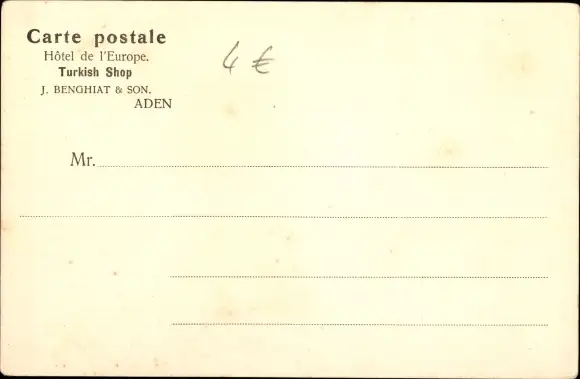 Carte postale
Hôtel de l'Europe.
Turkish Shop
J. BENGHIAT & SON.
ADEN
4 €
Mr.